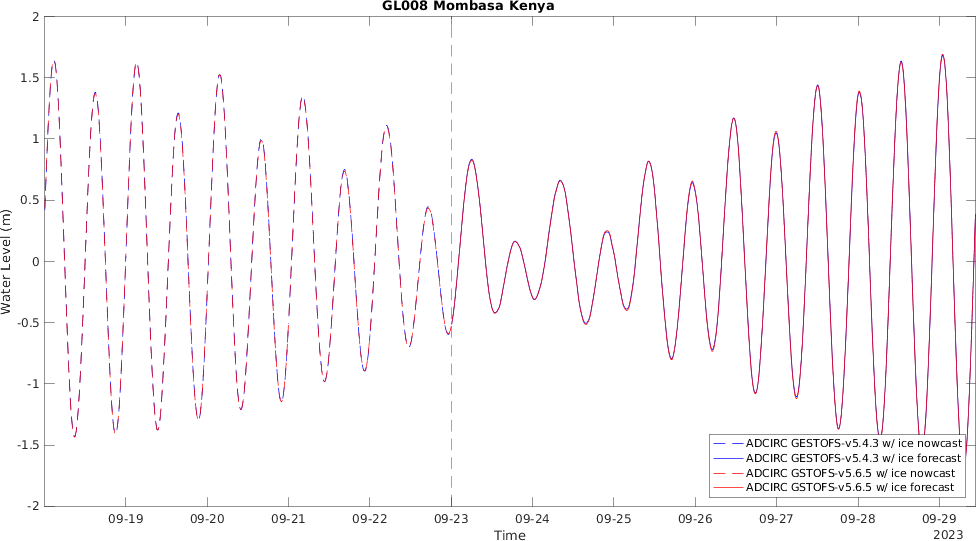 GL008 Mombasa Kenya
2
1.5
1
0.5
0
-0.5
-1
-1.5
-2
Water Level (m)
09-19 09-20 09-21 09-22 09-23 09-24 09-25 09-26 09-27 09-28 09-29
Time
2023
ADCIRC GESTOFS-v5.4.3 w/ ice nowcast
ADCIRC GESTOFS-v5.4.3 w/ ice forecast
ADCIRC GSTOFS-v5.6.5 w/ ice nowcast
ADCIRC GSTOFS-v5.6.5 w/ ice forecast